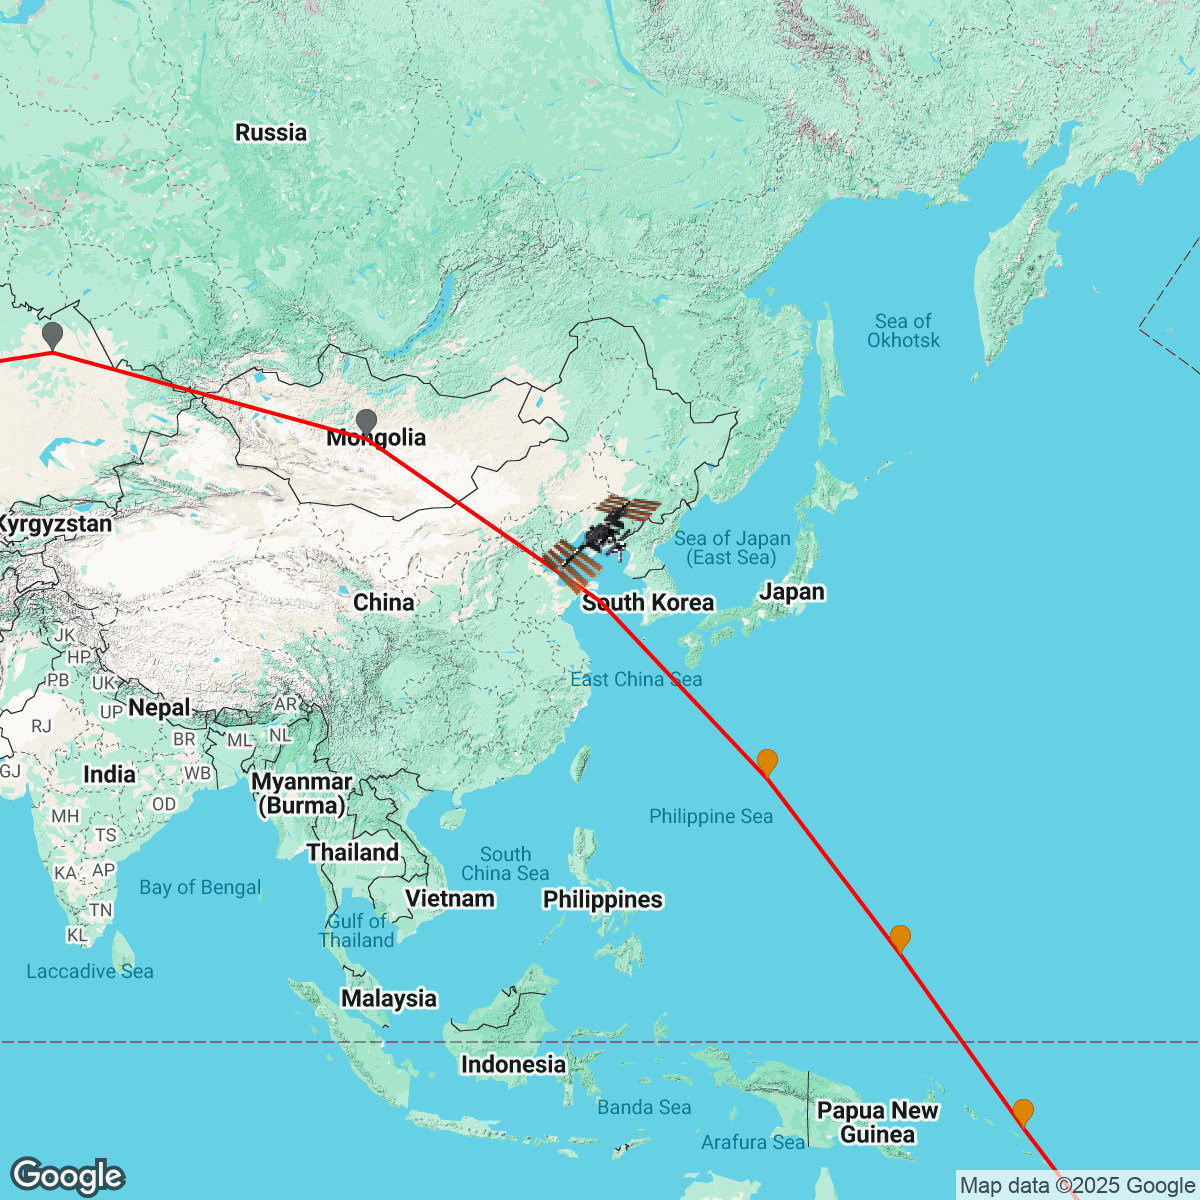 Russia
Sea of
Okhotsk
Mongolia
Kyrgyzstan
Sea of Japan
(East Sea)
China
South Korea
Japan
JK
HP
PB
UK
East China Sea
Nepal
AR
UP
RJ
BR
ML
NL
GJ
India
WB
Myanmar
(Burma)
OD
MH
Philippine Sea
TS
Thailand
South
China Sea
KA
AP
Bay of Bengal
Vietnam
Philippines
TN
Gulf of
Thailand
KL
Laccadive Sea
Malaysia
Indonesia
Banda Sea
Papua New
Guinea
Arafura Sea
Google
Map data ©2025 Google